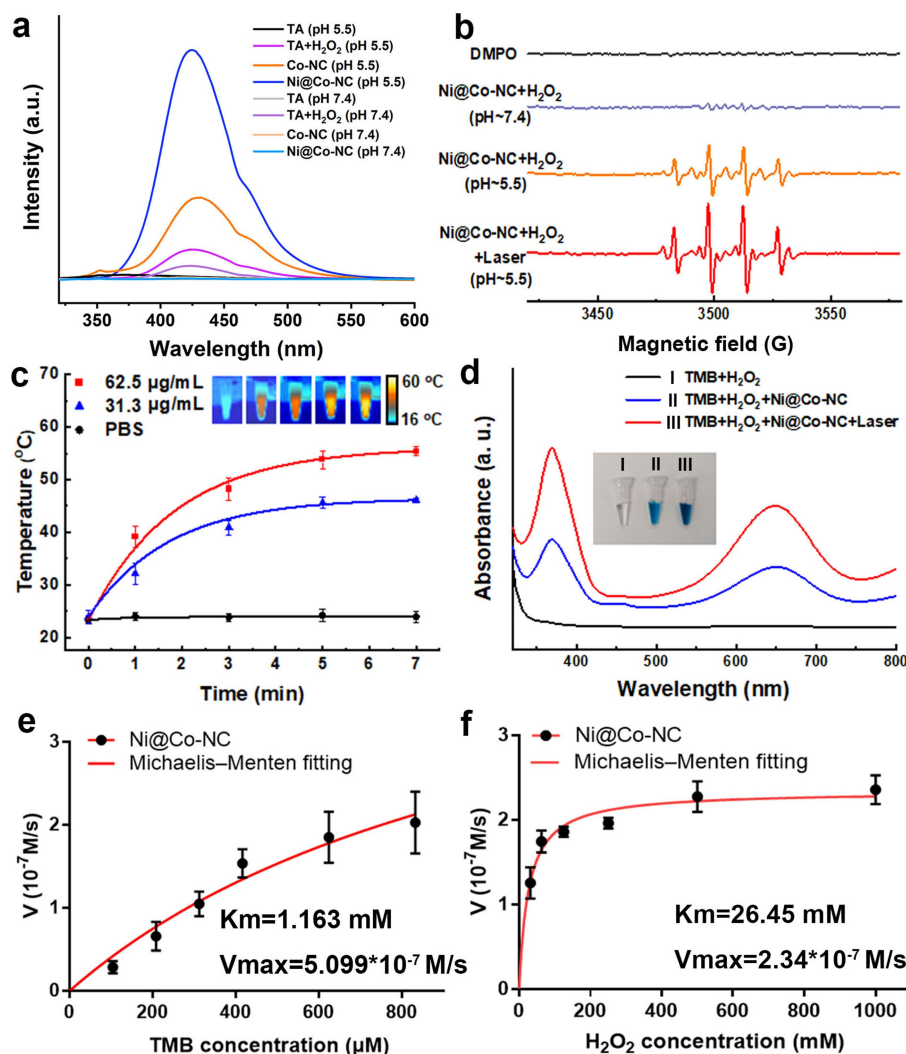 a
TA (pH 5.5)
TA+H₂O₂ (pH 5.5)
Co-NC (pH 5.5)
Ni@Co-NC (pH 5.5)
TA (pH 7.4)
TA+H₂O₂ (pH 7.4)
Co-NC (pH 7.4)
Ni@Co-NC (pH 7.4)
Intensity (a.u.)
350 400 450 500 550 600
Wavelength (nm)
b
DMPO
Ni@Co-NC+H₂O₂
(pH~7.4)
Ni@Co-NC+H₂O₂
(pH~5.5)
Ni@Co-NC+H₂O₂
+Laser
(pH~5.5)
3450 3500 3550
Magnetic field (G)
c
62.5 µg/mL
31.3 µg/mL
PBS
60 °C
16 °C
Temperature (°C)
70
60
50
40
30
20
0 1 2 3 4 5 6 7
Time (min)
d
I TMB+H₂O₂
II TMB+H₂O₂+Ni@Co-NC
III TMB+H₂O₂+Ni@Co-NC+Laser
I II III
Absorbance (a. u.)
400 500 600 700 800
Wavelength (nm)
e
Ni@Co-NC
Michaelis–Menten fitting
V (10⁻⁷M/s)
3
2
1
0
Km=1.163 mM
Vmax=5.099*10⁻⁷ M/s
0 200 400 600 800
TMB concentration (µM)
f
Ni@Co-NC
Michaelis–Menten fitting
V (10⁻⁷M/s)
3
2
1
0
Km=26.45 mM
Vmax=2.34*10⁻⁷ M/s
0 200 400 600 800 1000
H₂O₂ concentration (mM)